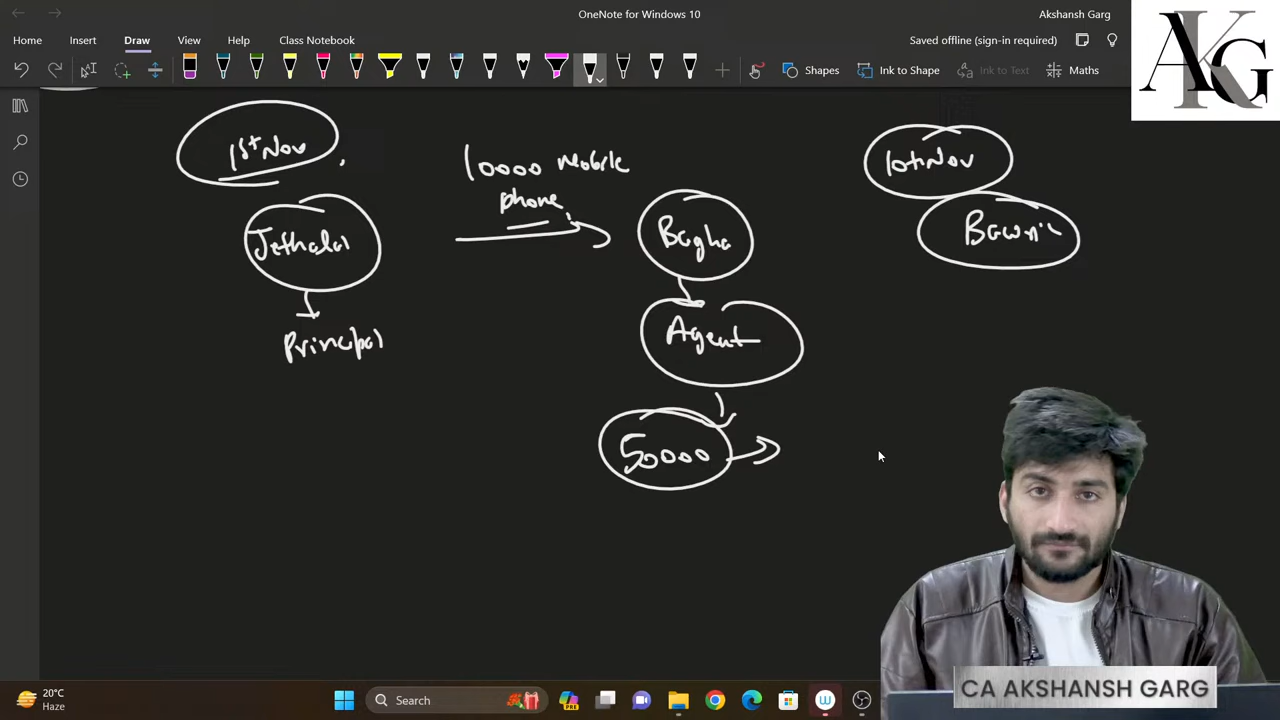 OneNote for Windows 10
Akshansh Garg
Home Insert Draw View Help Class Notebook
Saved offline (sign-in required)
Shapes Ink to Shape Ink to Text Maths
AKG
1st Nov
10000 mobile
phone
10th Nov
Jethalal
Bagha
Bawri
Principal
Agent
50000
CA AKSHANSH GARG
20°C
Haze
Search